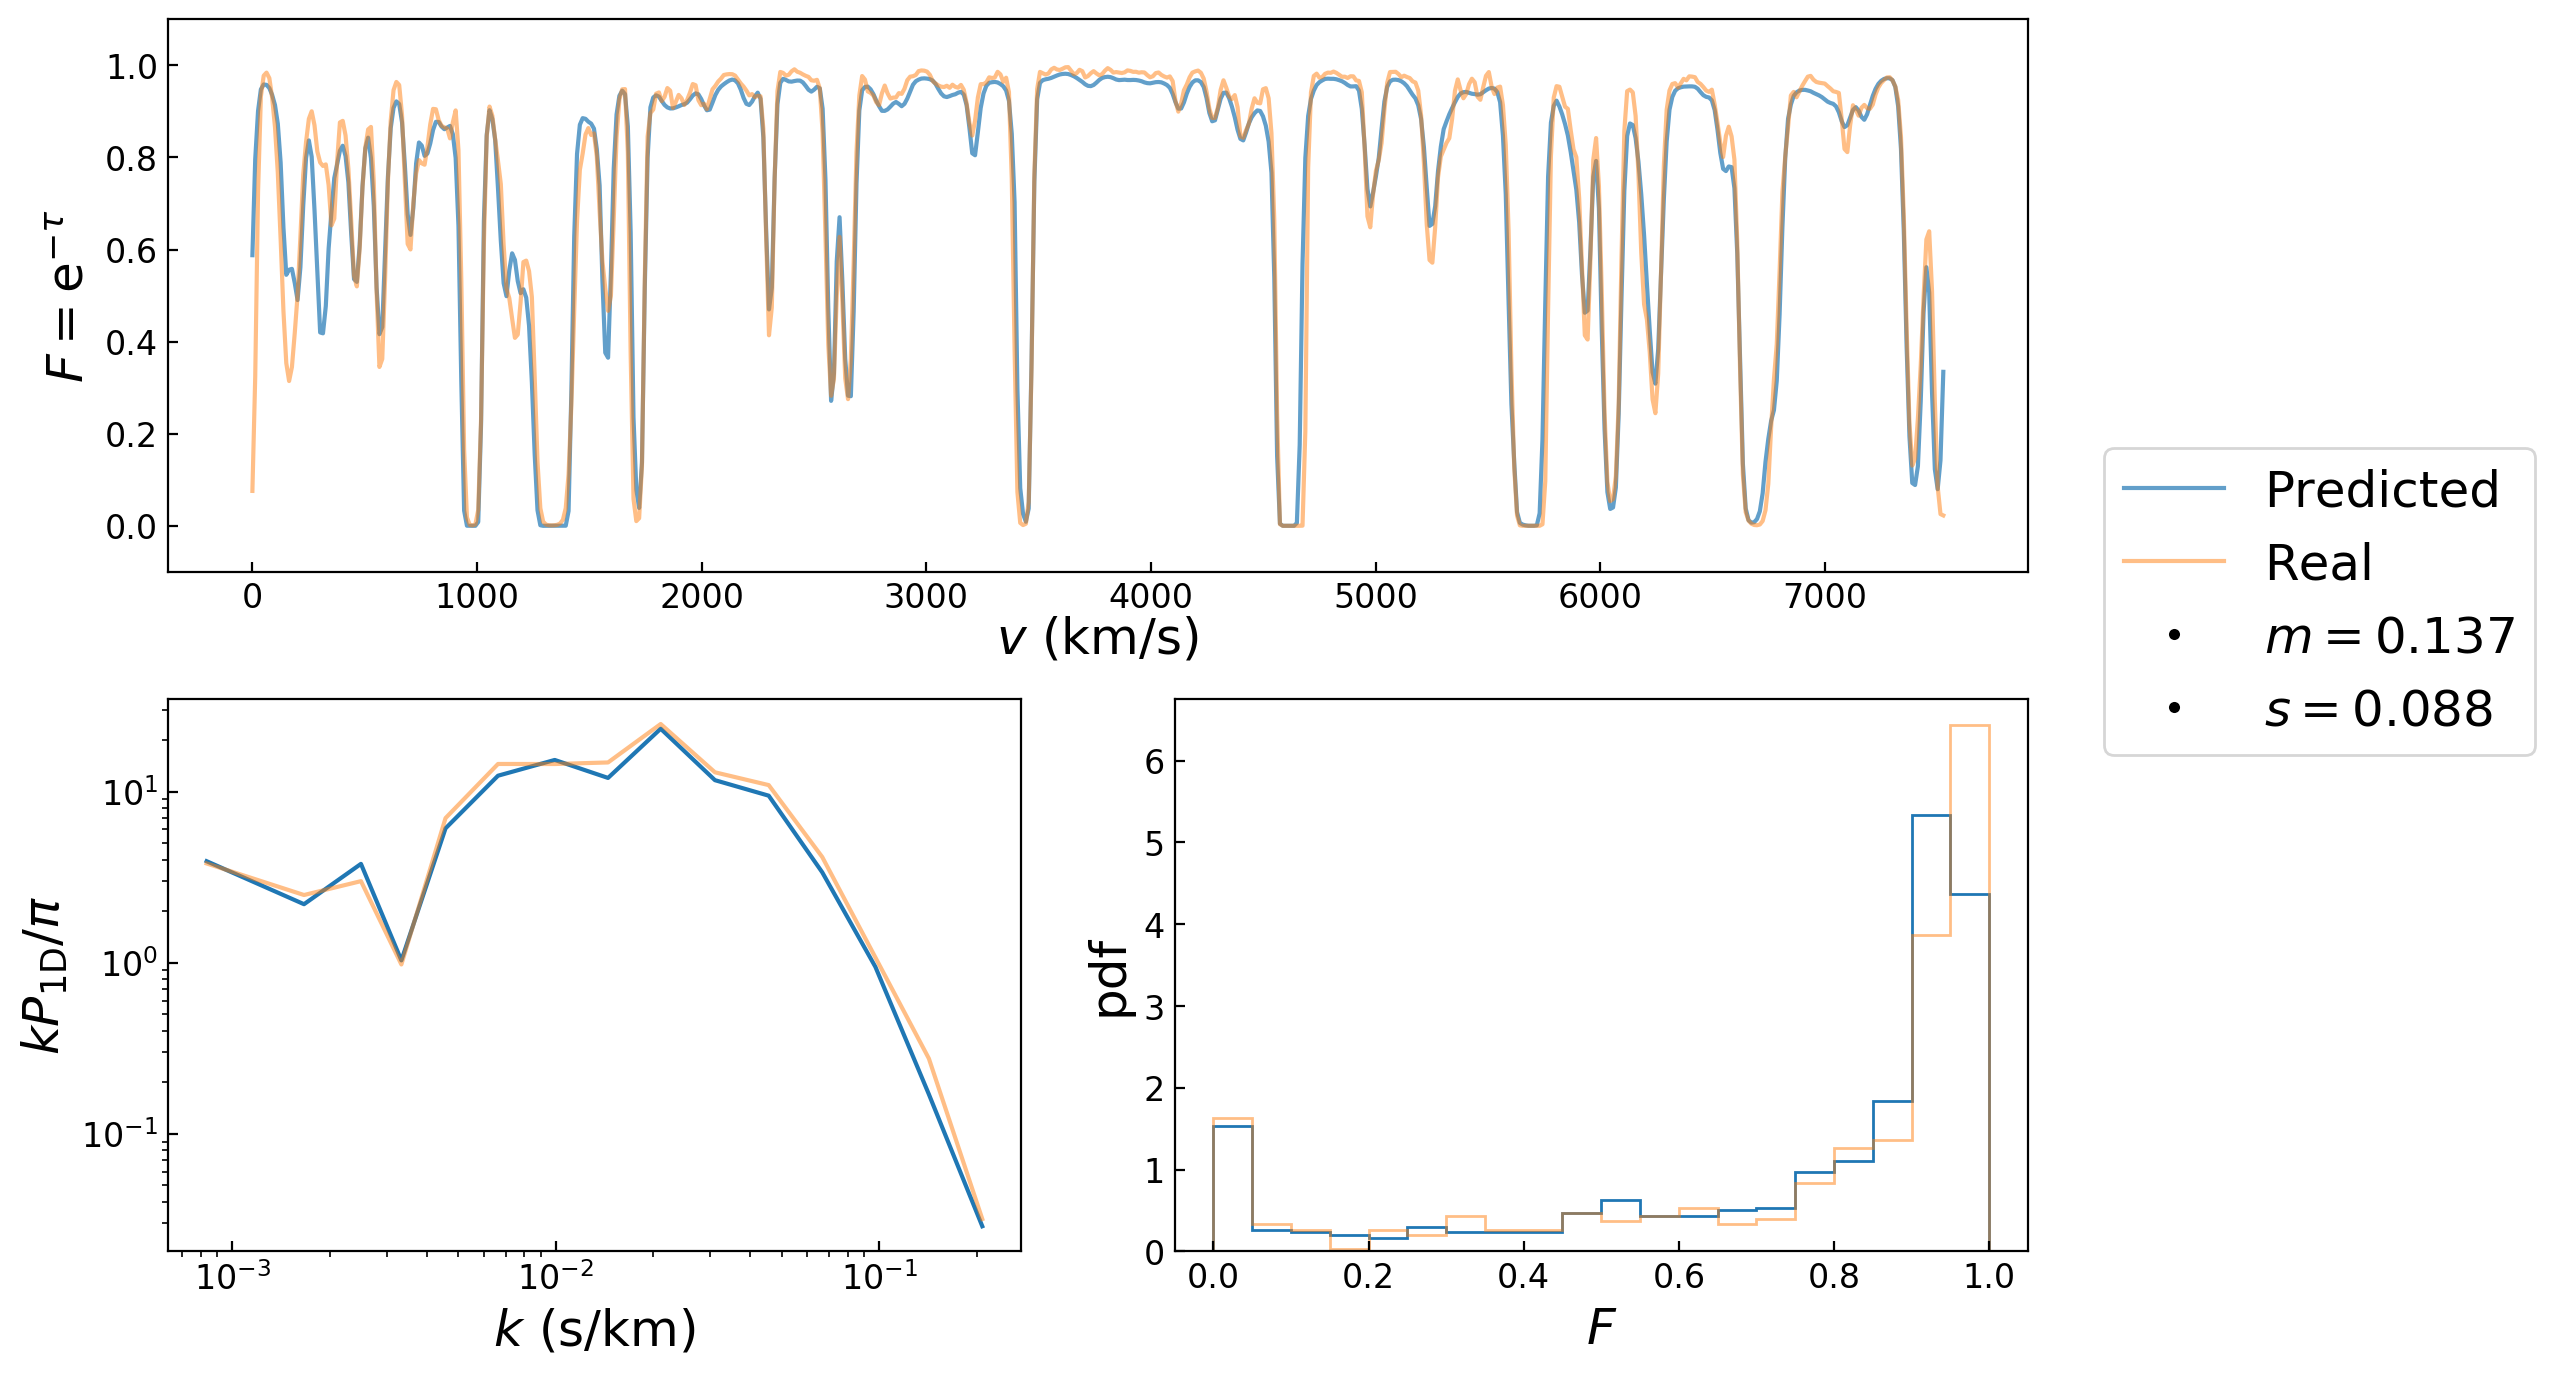 F = e^{-τ}
1.0
0.8
0.6
0.4
0.2
0.0
0 1000 2000 3000 4000 5000 6000 7000
v (km/s)
Predicted
Real
m = 0.137
s = 0.088
kP_{1D}/π
10^1
10^0
10^{-1}
10^{-3} 10^{-2} 10^{-1}
k (s/km)
pdf
6
5
4
3
2
1
0
0.0 0.2 0.4 0.6 0.8 1.0
F